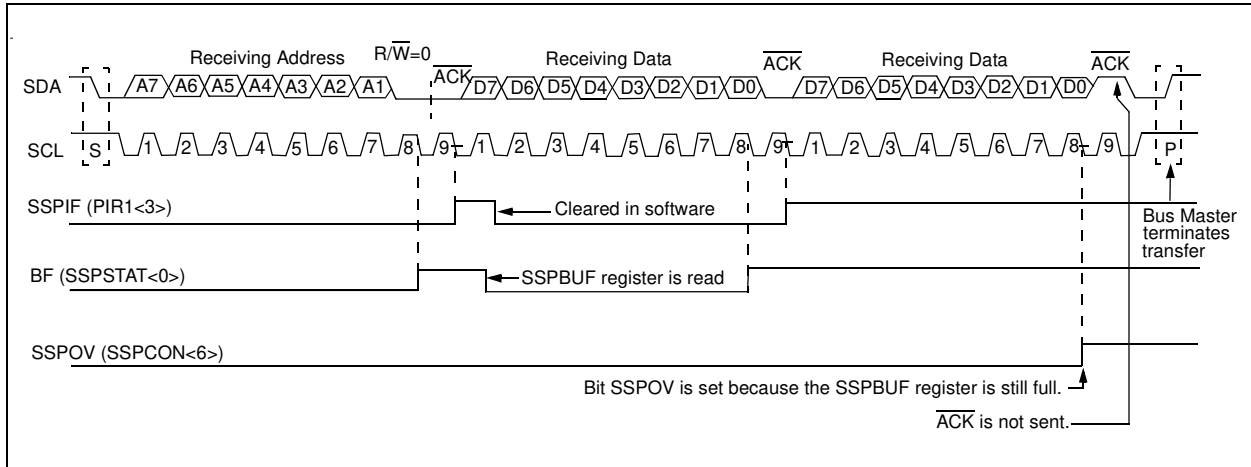 Receiving Address R/W=0 Receiving Data ACK Receiving Data ACK
ACK
SDA A7 A6 A5 A4 A3 A2 A1 D7 D6 D5 D4 D3 D2 D1 D0 D7 D6 D5 D4 D3 D2 D1 D0
SCL S 1 2 3 4 5 6 7 8 9 1 2 3 4 5 6 7 8 9 1 2 3 4 5 6 7 8 9 P
SSPIF (PIR1<3>) Cleared in software
Bus Master
terminates
transfer
BF (SSPSTAT<0>) SSPBUF register is read
SSPOV (SSPCON<6>)
Bit SSPOV is set because the SSPBUF register is still full.
ACK is not sent.